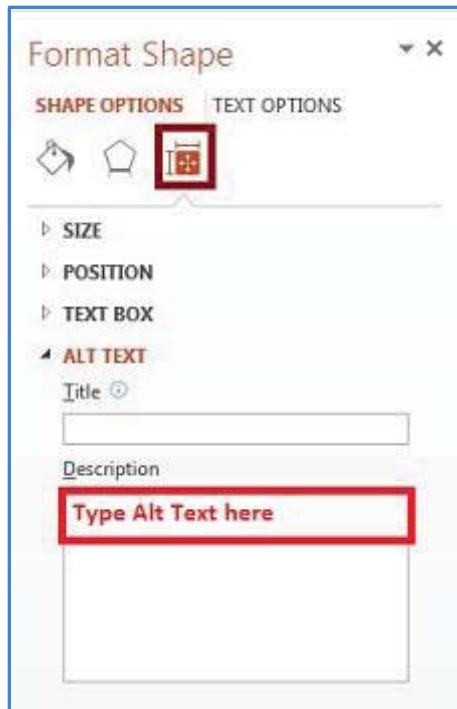 Format Shape
SHAPE OPTIONS TEXT OPTIONS
SIZE
POSITION
TEXT BOX
ALT TEXT
Title
Description
Type Alt Text here